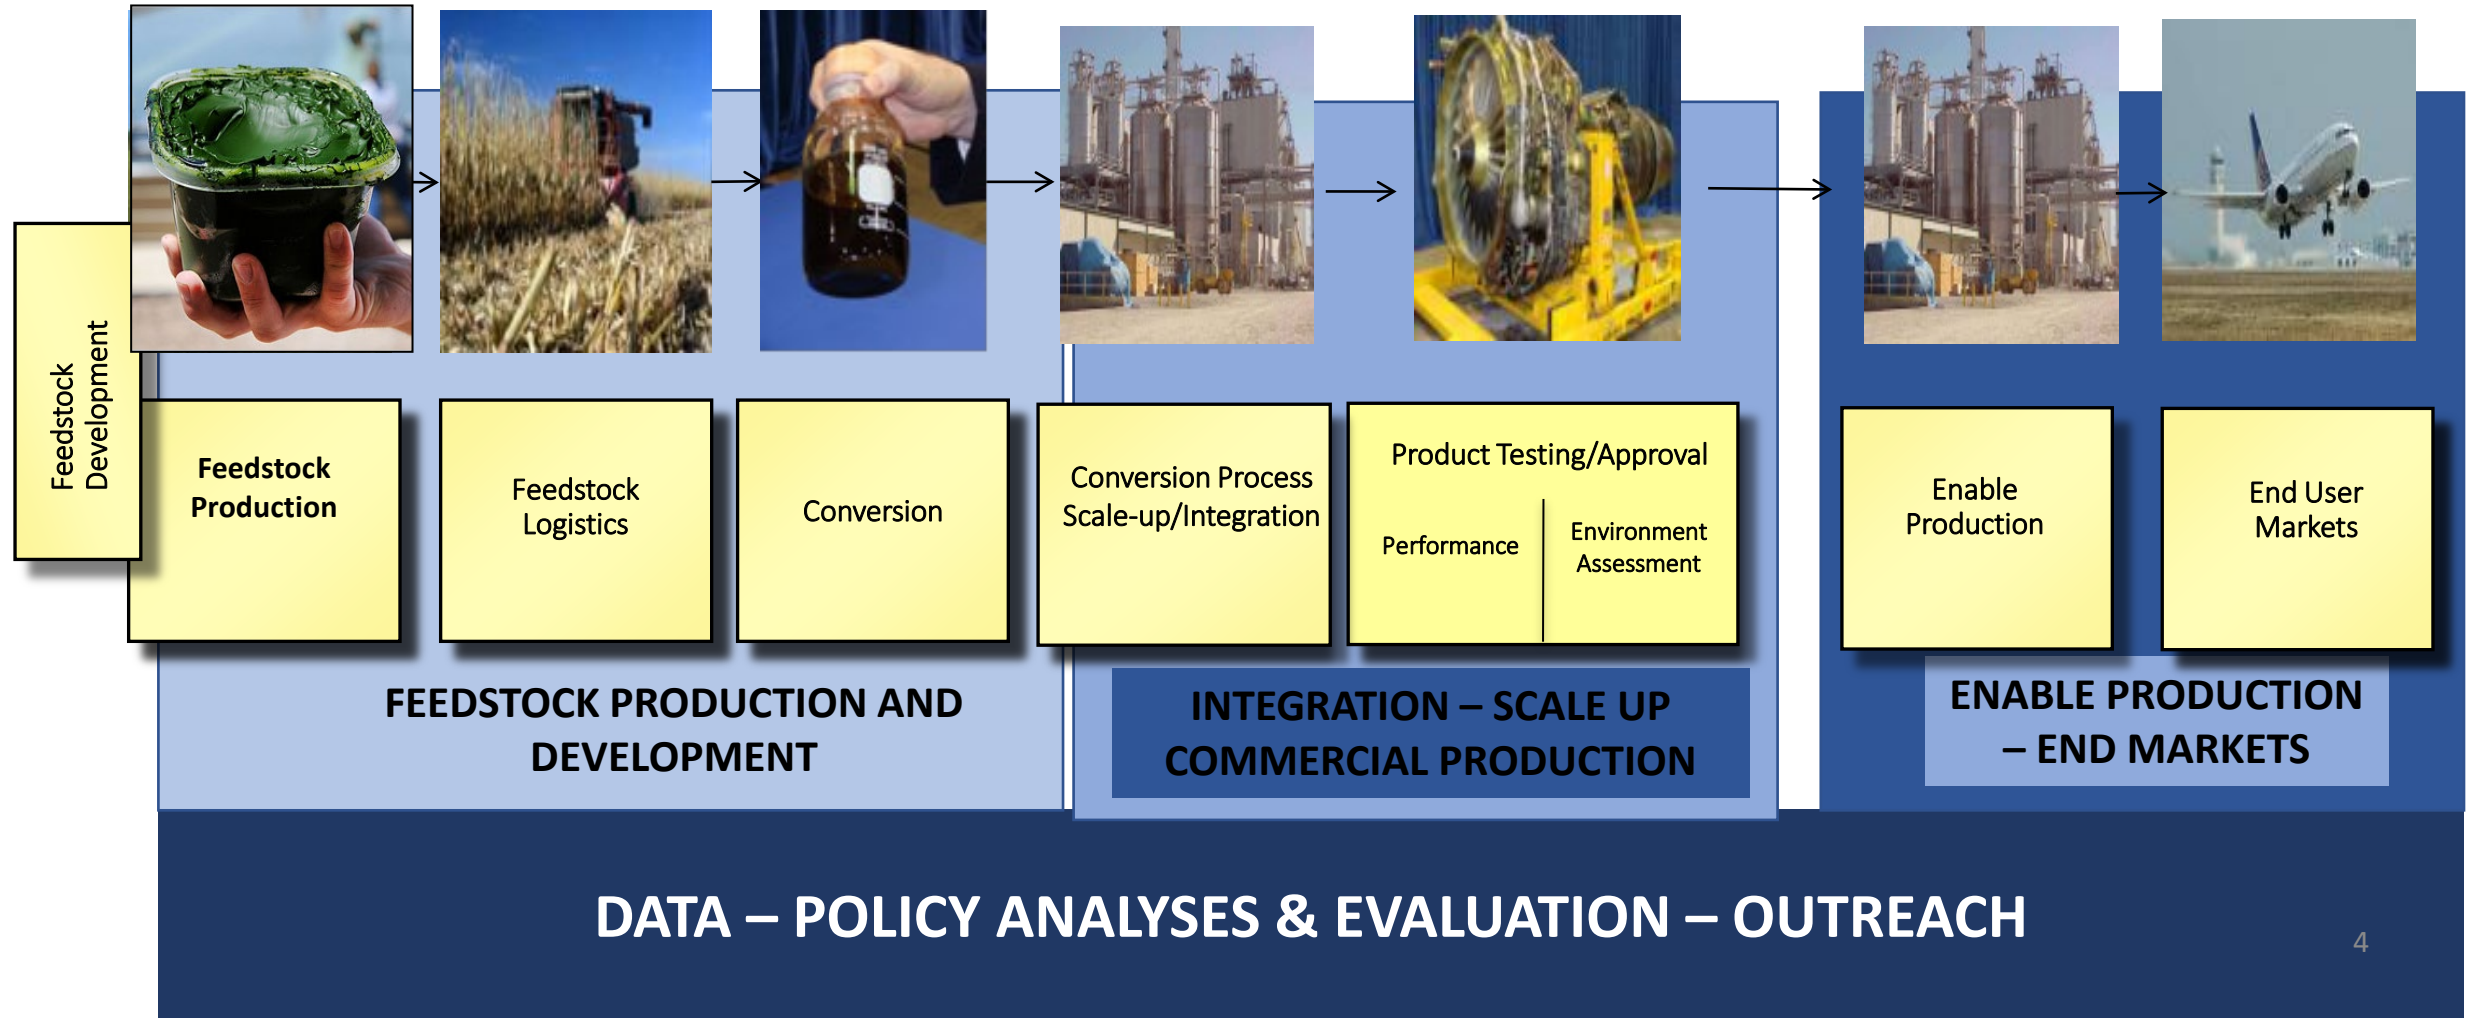 Feedstock
Development
Feedstock
Production
Feedstock
Logistics
Conversion
Conversion Process
Scale-up/Integration
Product Testing/Approval
Performance
Environment
Assessment
Enable
Production
End User
Markets
FEEDSTOCK PRODUCTION AND
DEVELOPMENT
INTEGRATION – SCALE UP
COMMERCIAL PRODUCTION
ENABLE PRODUCTION
– END MARKETS
DATA – POLICY ANALYSES & EVALUATION – OUTREACH
4